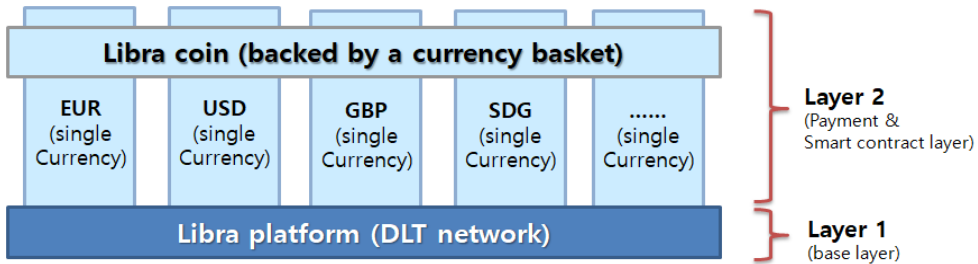 Libra coin (backed by a currency basket)
EUR
(single
Currency)
USD
(single
Currency)
GBP
(single
Currency)
SDG
(single
Currency)
......
(single
Currency)
Libra platform (DLT network)
Layer 2
(Payment &
Smart contract layer)
Layer 1
(base layer)